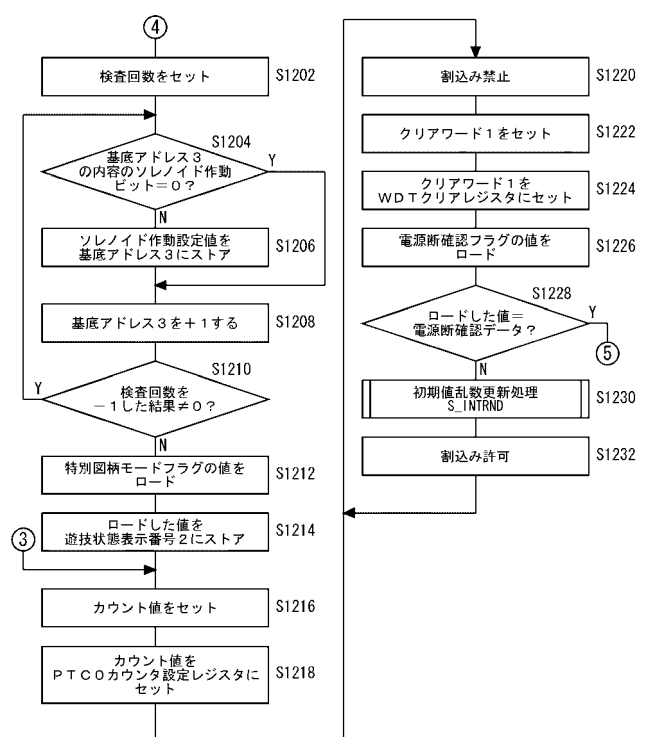 ④
検査回数をセット
S1202
S1204
基底アドレス３
の内容のソレノイド作動
ビット＝０？
Y
N
ソレノイド作動設定値を
基底アドレス３にストア
S1206
基底アドレス３を＋１する
S1208
S1210
Y
検査回数を
－１した結果≠０？
N
特別図柄モードフラグの値を
ロード
S1212
ロードした値を
遊技状態表示番号２にストア
S1214
③
カウント値をセット
S1216
カウント値を
ＰＴＣ０カウンタ設定レジスタに
セット
S1218
割込み禁止
S1220
クリアワード１をセット
S1222
クリアワード１を
ＷＤＴクリアレジスタにセット
S1224
電源断確認フラグの値を
ロード
S1226
S1228
ロードした値＝
電源断確認データ？
Y
⑤
N
初期値乱数更新処理
S_INTRND
S1230
割込み許可
S1232